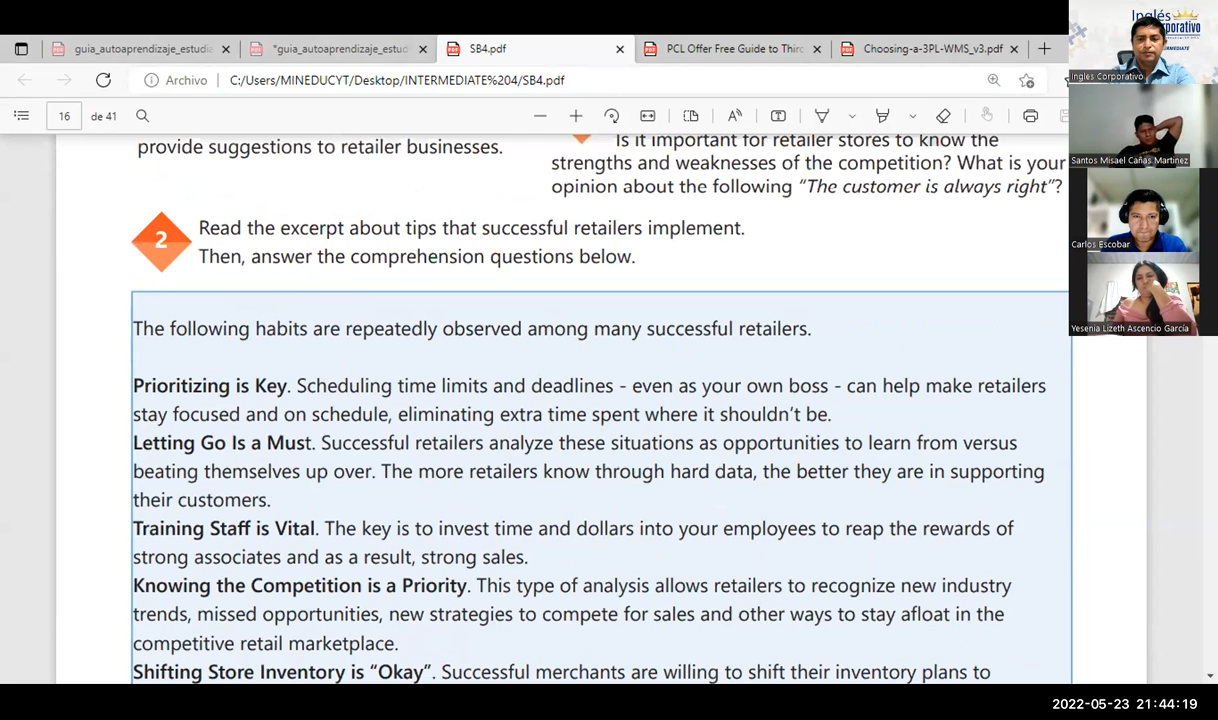 guia_autoaprendizaje_estudia
*guia_autoaprendizaje_estud
SB4.pdf
PCL Offer Free Guide to Thir
Choosing-a-3PL-WMS_v3.pdf
Archivo
C:/Users/MINEDUCYT/Desktop/INTERMEDIATE%204/SB4.pdf
16
de 41
Inglés
Ingles Corporativo
Santos Misael Cañas Martinez
Carlos Escobar
Yesenia Lizeth Ascencio García
provide suggestions to retailer businesses.
Is it important for retailer stores to know the
strengths and weaknesses of the competition? What is your
opinion about the following "The customer is always right"?
2
Read the excerpt about tips that successful retailers implement.
Then, answer the comprehension questions below.
The following habits are repeatedly observed among many successful retailers.
Prioritizing is Key. Scheduling time limits and deadlines - even as your own boss - can help make retailers
stay focused and on schedule, eliminating extra time spent where it shouldn't be.
Letting Go Is a Must. Successful retailers analyze these situations as opportunities to learn from versus
beating themselves up over. The more retailers know through hard data, the better they are in supporting
their customers.
Training Staff is Vital. The key is to invest time and dollars into your employees to reap the rewards of
strong associates and as a result, strong sales.
Knowing the Competition is a Priority. This type of analysis allows retailers to recognize new industry
trends, missed opportunities, new strategies to compete for sales and other ways to stay afloat in the
competitive retail marketplace.
Shifting Store Inventory is "Okay". Successful merchants are willing to shift their inventory plans to
2022-05-23 21:44:19